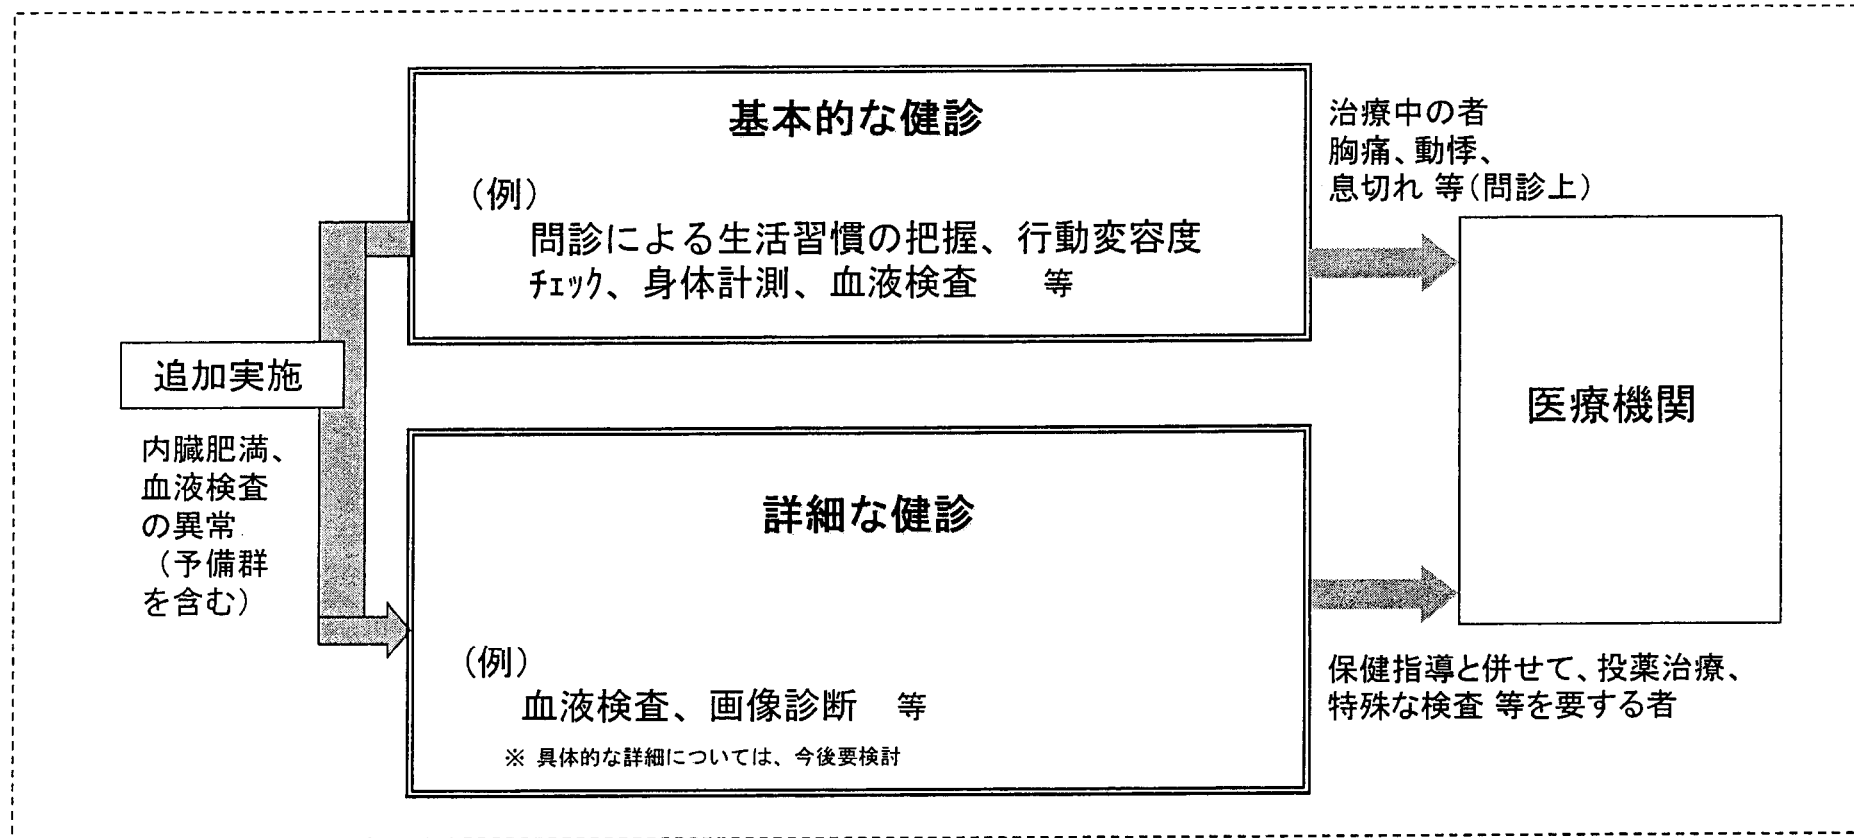 基本的な健診
（例）
問診による生活習慣の把握、行動変容度
ﾁｪｯｸ、身体計測、血液検査　等
治療中の者
胸痛、動悸、
息切れ 等（問診上）
追加実施
内臓肥満、
血液検査
の異常
（予備群
を含む）
医療機関
詳細な健診
（例）
血液検査、画像診断　等
※ 具体的な詳細については、今後要検討
保健指導と併せて、投薬治療、
特殊な検査 等を要する者